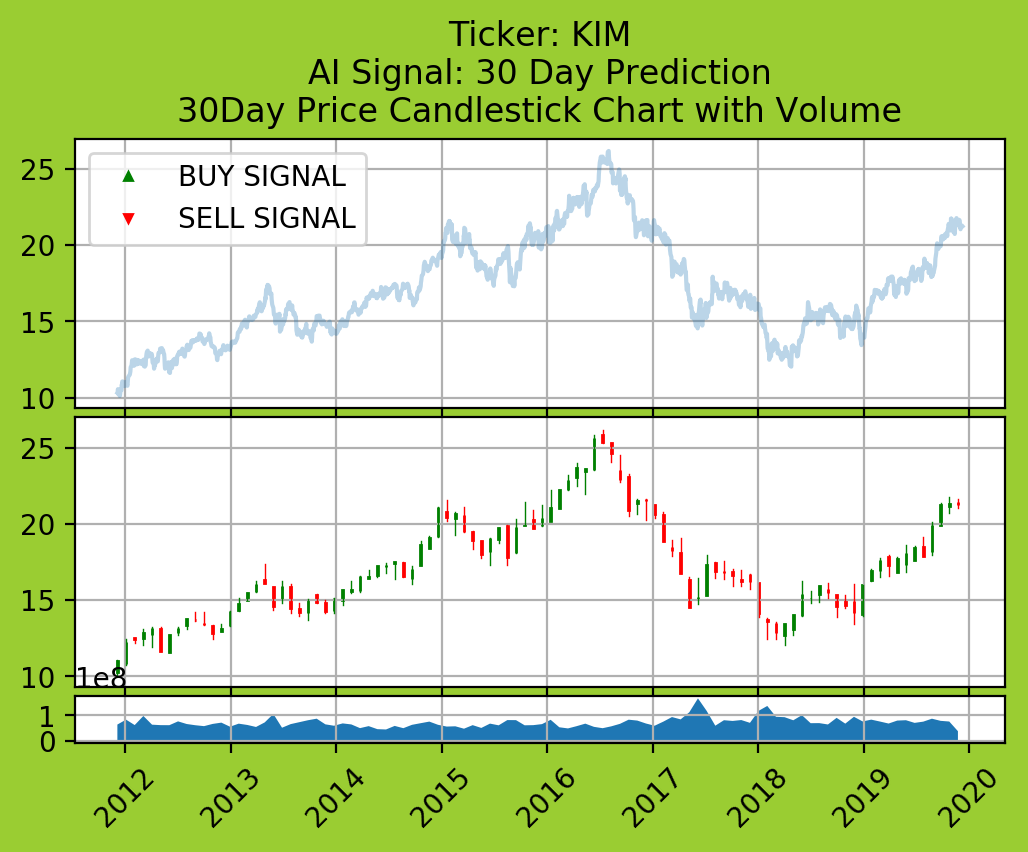 Ticker: KIM
AI Signal: 30 Day Prediction
30Day Price Candlestick Chart with Volume
BUY SIGNAL
SELL SIGNAL
25
20
15
10
25
20
15
10
1e8
1
0
2012 2013 2014 2015 2016 2017 2018 2019 2020